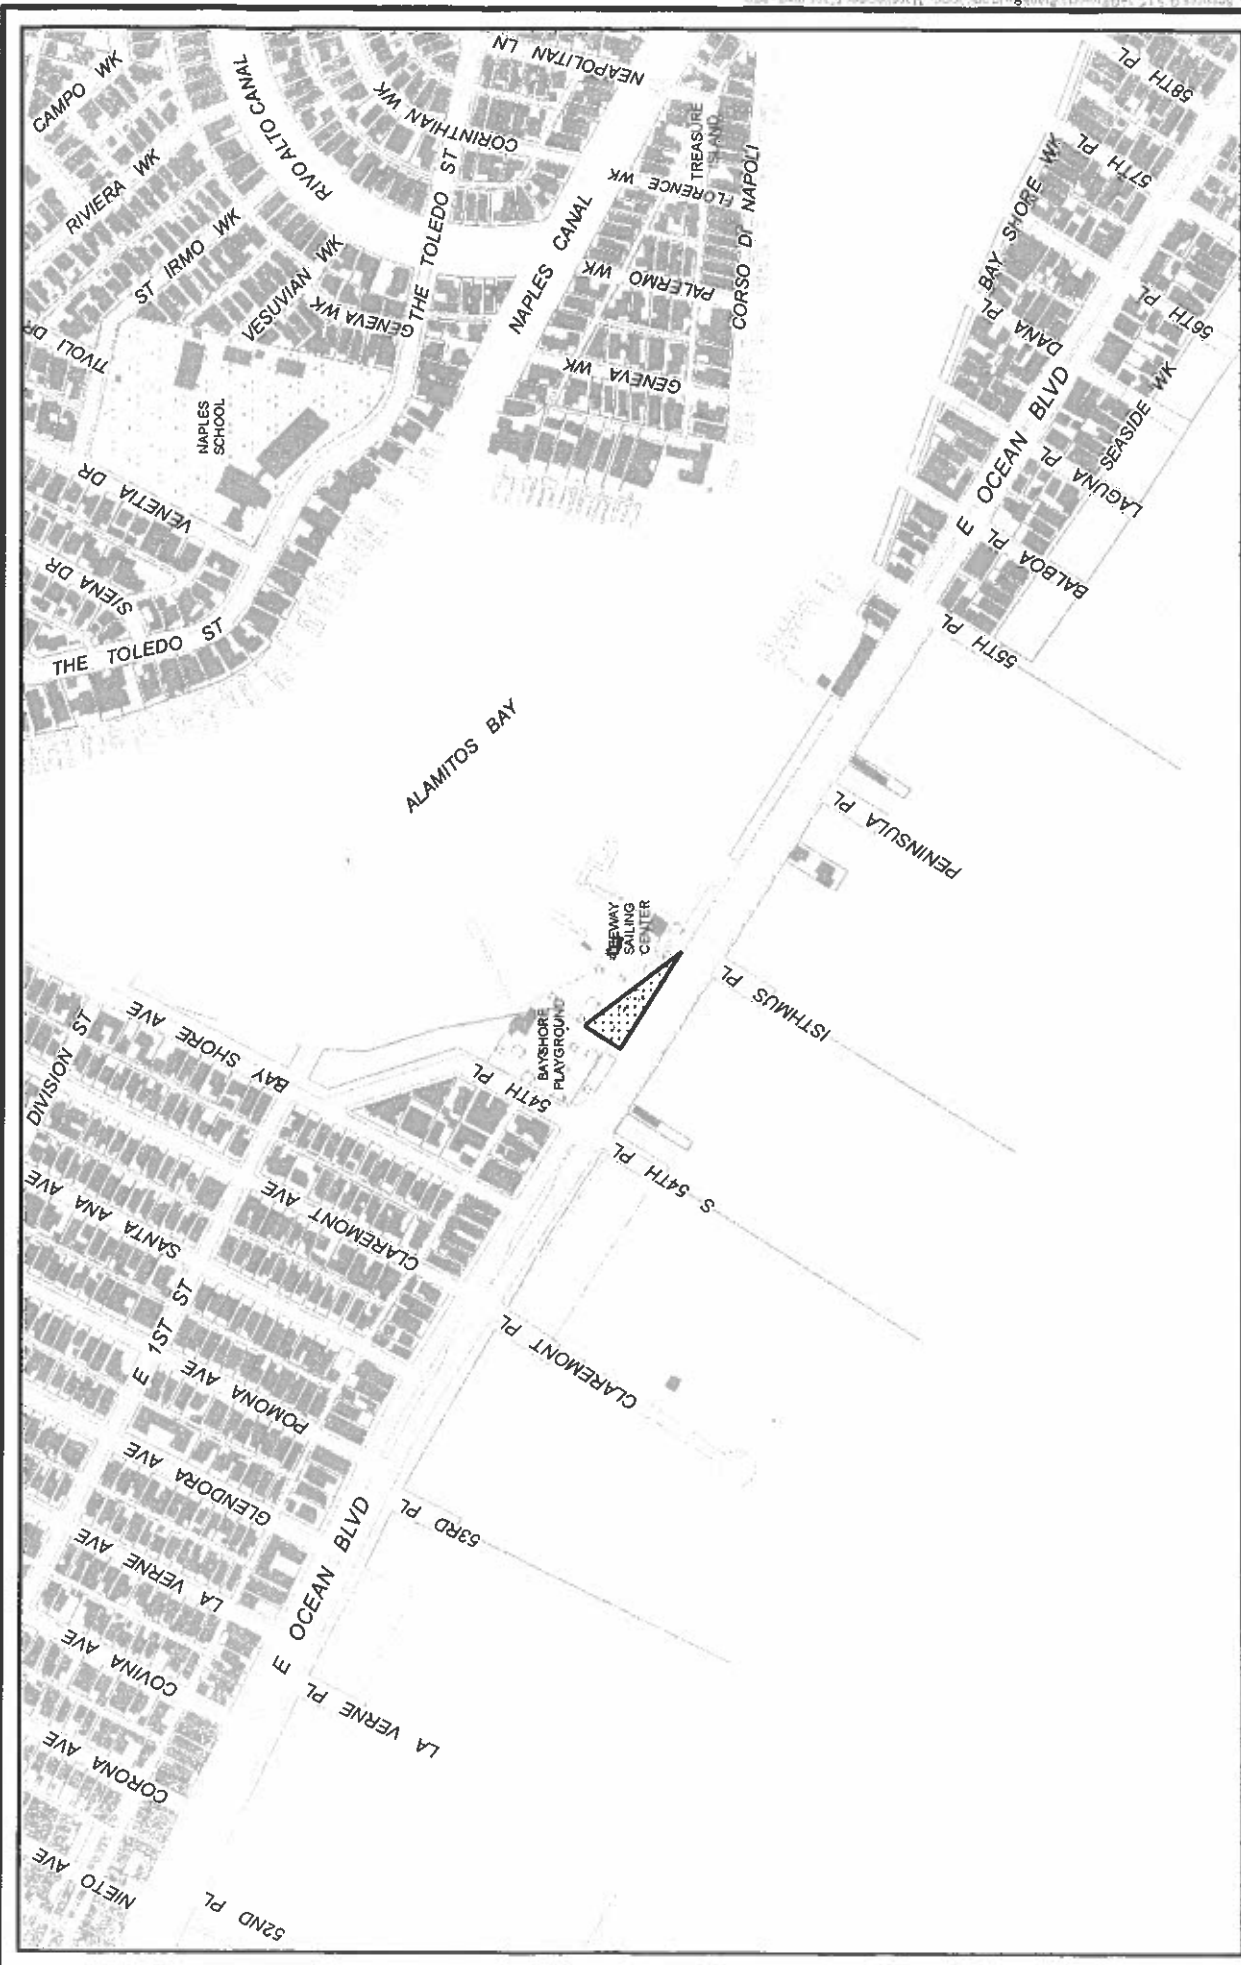 CAMPO WK
RIVIERA WK
ST IRMO WK
VESUVIAN WK
GENEVA WK
TIVOLI DR
RIVO ALTO CANAL
CORINTHIAN WK
NEAPOLITAN LN
THE TOLEDO ST
NAPLES CANAL
TREASURE
ISLAND
FLORENCE WK
PALERMO WK
GENEVA WK
CORSO DI NAPOLI
NAPLES
SCHOOL
VENETIA DR
SIENA DR
THE TOLEDO ST
58TH PL
57TH PL
BAY SHORE WK
DANA PL
56TH PL
E OCEAN BLVD
SEASIDE WK
LAGUNA PL
BALBOA PL
55TH PL
ALAMITOS BAY
PENINSULA PL
LEEWAY
SAILING
CENTER
BAYSHORE
PLAYGROUND
ISTHMUS PL
54TH PL
S 54TH PL
BAY SHORE AVE
DIVISION ST
CLAREMONT AVE
SANTA ANA AVE
E 1ST ST
POMONA AVE
GLENDORA AVE
LA VERNE AVE
COVINA AVE
CORONA AVE
NIETO AVE
CLAREMONT PL
53RD PL
E OCEAN BLVD
LA VERNE PL
52ND PL